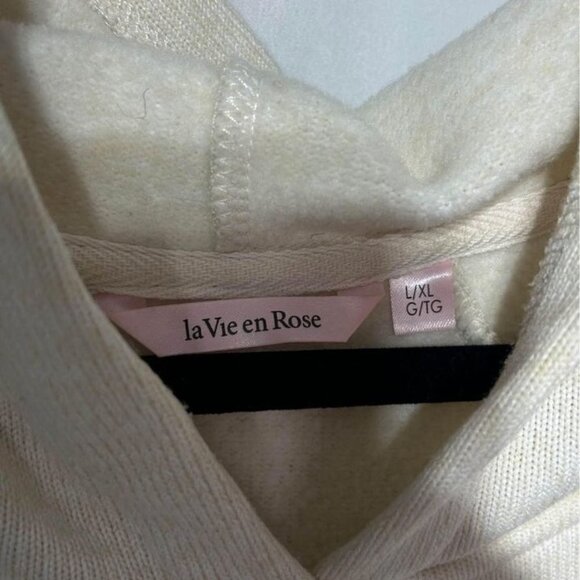 la Vie en Rose
L/XL
G/TG